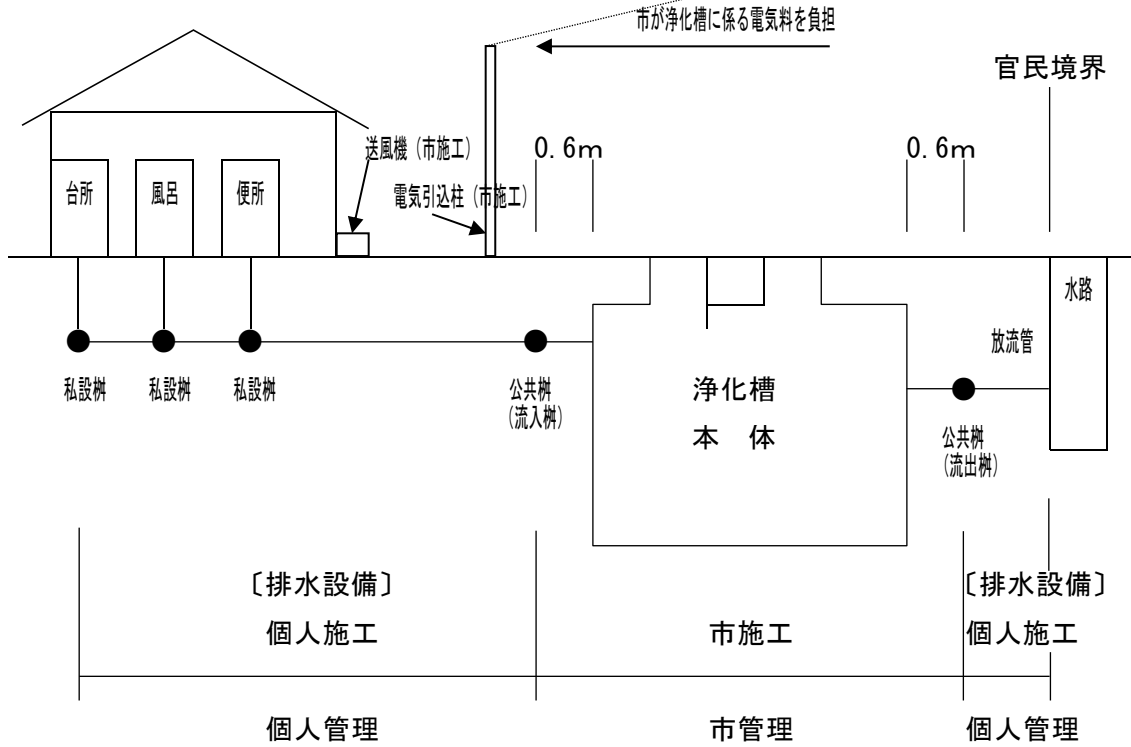 市が浄化槽に係る電気料を負担
官民境界
送風機（市施工）
0.6m
0.6m
台所
風呂
便所
電気引込柱（市施工）
水路
放流管
私設桝
私設桝
私設桝
公共桝
（流入桝）
浄化槽
本 体
公共桝
（流出桝）
〔排水設備〕
個人施工
市施工
〔排水設備〕
個人施工
個人管理
市管理
個人管理